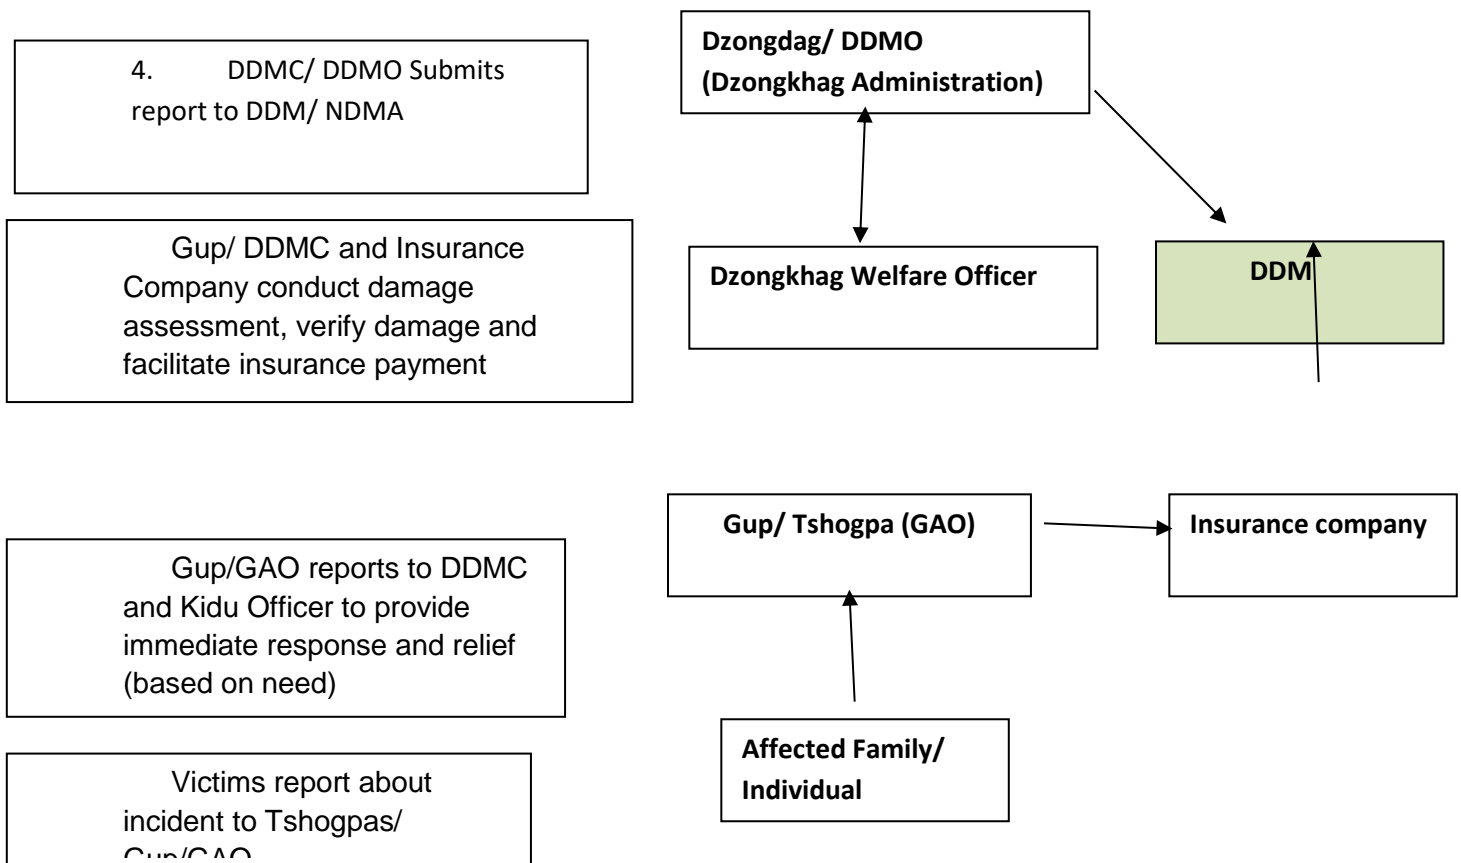 4. DDMC/ DDMO Submits
report to DDM/ NDMA
Gup/ DDMC and Insurance
Company conduct damage
assessment, verify damage and
facilitate insurance payment
Gup/GAO reports to DDMC
and Kidu Officer to provide
immediate response and relief
(based on need)
Victims report about
incident to Tshogpas/
Gup/GAO
Dzongdag/ DDMO
(Dzongkhag Administration)
Dzongkhag Welfare Officer
DDM
Gup/ Tshogpa (GAO)
Insurance company
Affected Family/
Individual